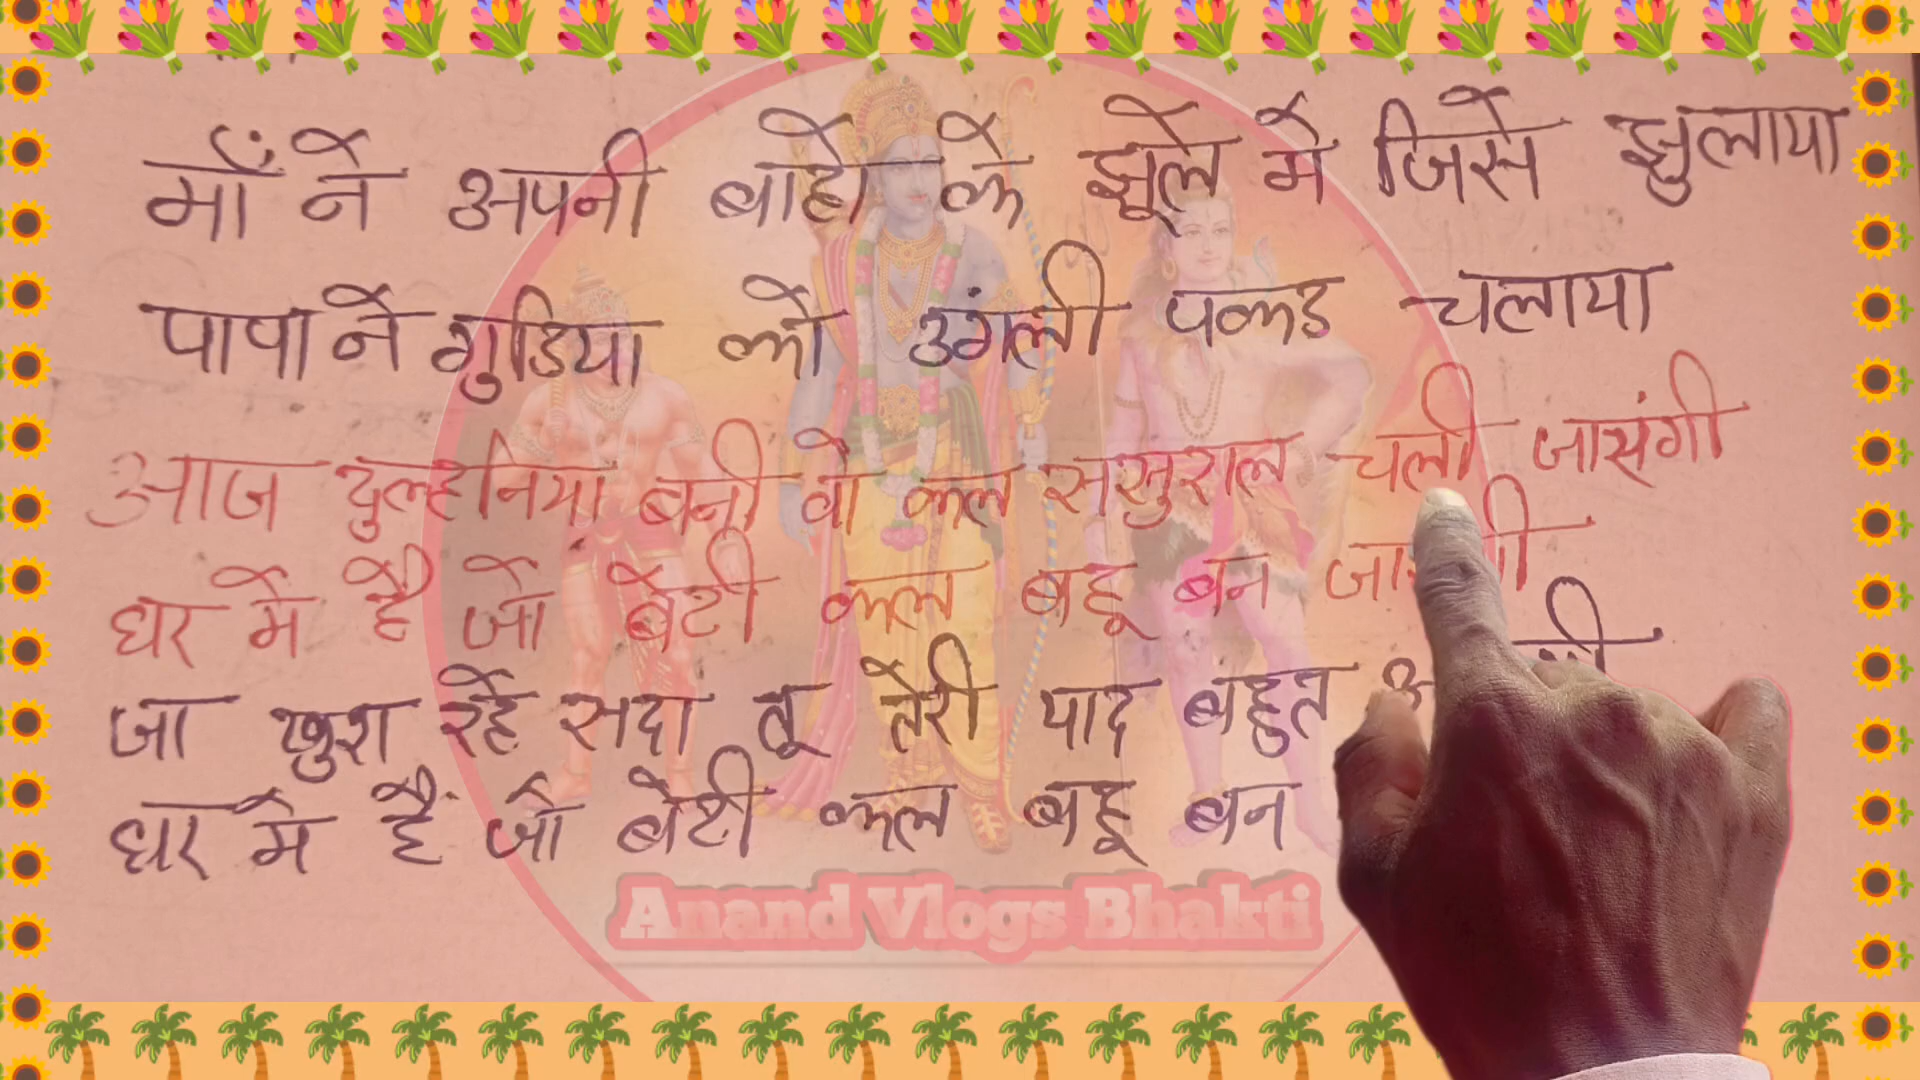 माँ ने अपनी बाहो के झूले मे जिसे झुलाया
पापा ने गुडिया को उंगली पकड चलाया
आज दुल्हनिया बनी वो कल ससुराल चली जाएंगी
घर मे है जो बेटी कल बहू बन
जा खुश रहे सदा तू तेरी याद बहुत
घर मे है जो बेटी कल बहू बन
Anand Vlogs Bhakti